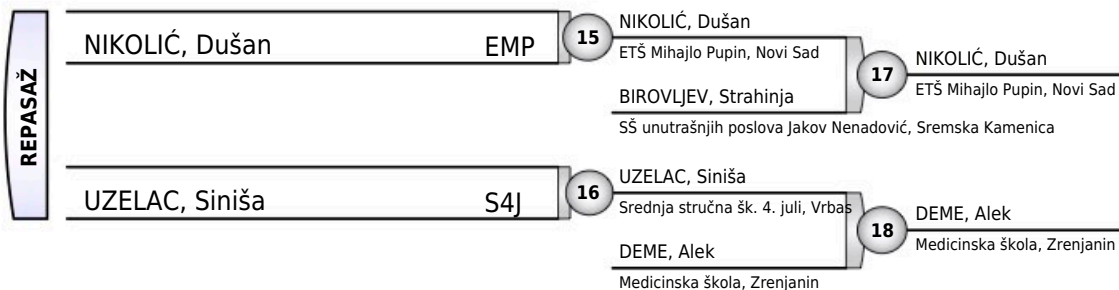 REPASAŽ
NIKOLIĆ, Dušan EMP
15
NIKOLIĆ, Dušan
ETŠ Mihajlo Pupin, Novi Sad
BIROVLJEV, Strahinja
SŠ unutrašnjih poslova Jakov Nenadović, Sremska Kamenica
17
NIKOLIĆ, Dušan
ETŠ Mihajlo Pupin, Novi Sad
UZELAC, Siniša S4J
16
UZELAC, Siniša
Srednja stručna šk. 4. juli, Vrbas
DEME, Alek
Medicinska škola, Zrenjanin
18
DEME, Alek
Medicinska škola, Zrenjanin